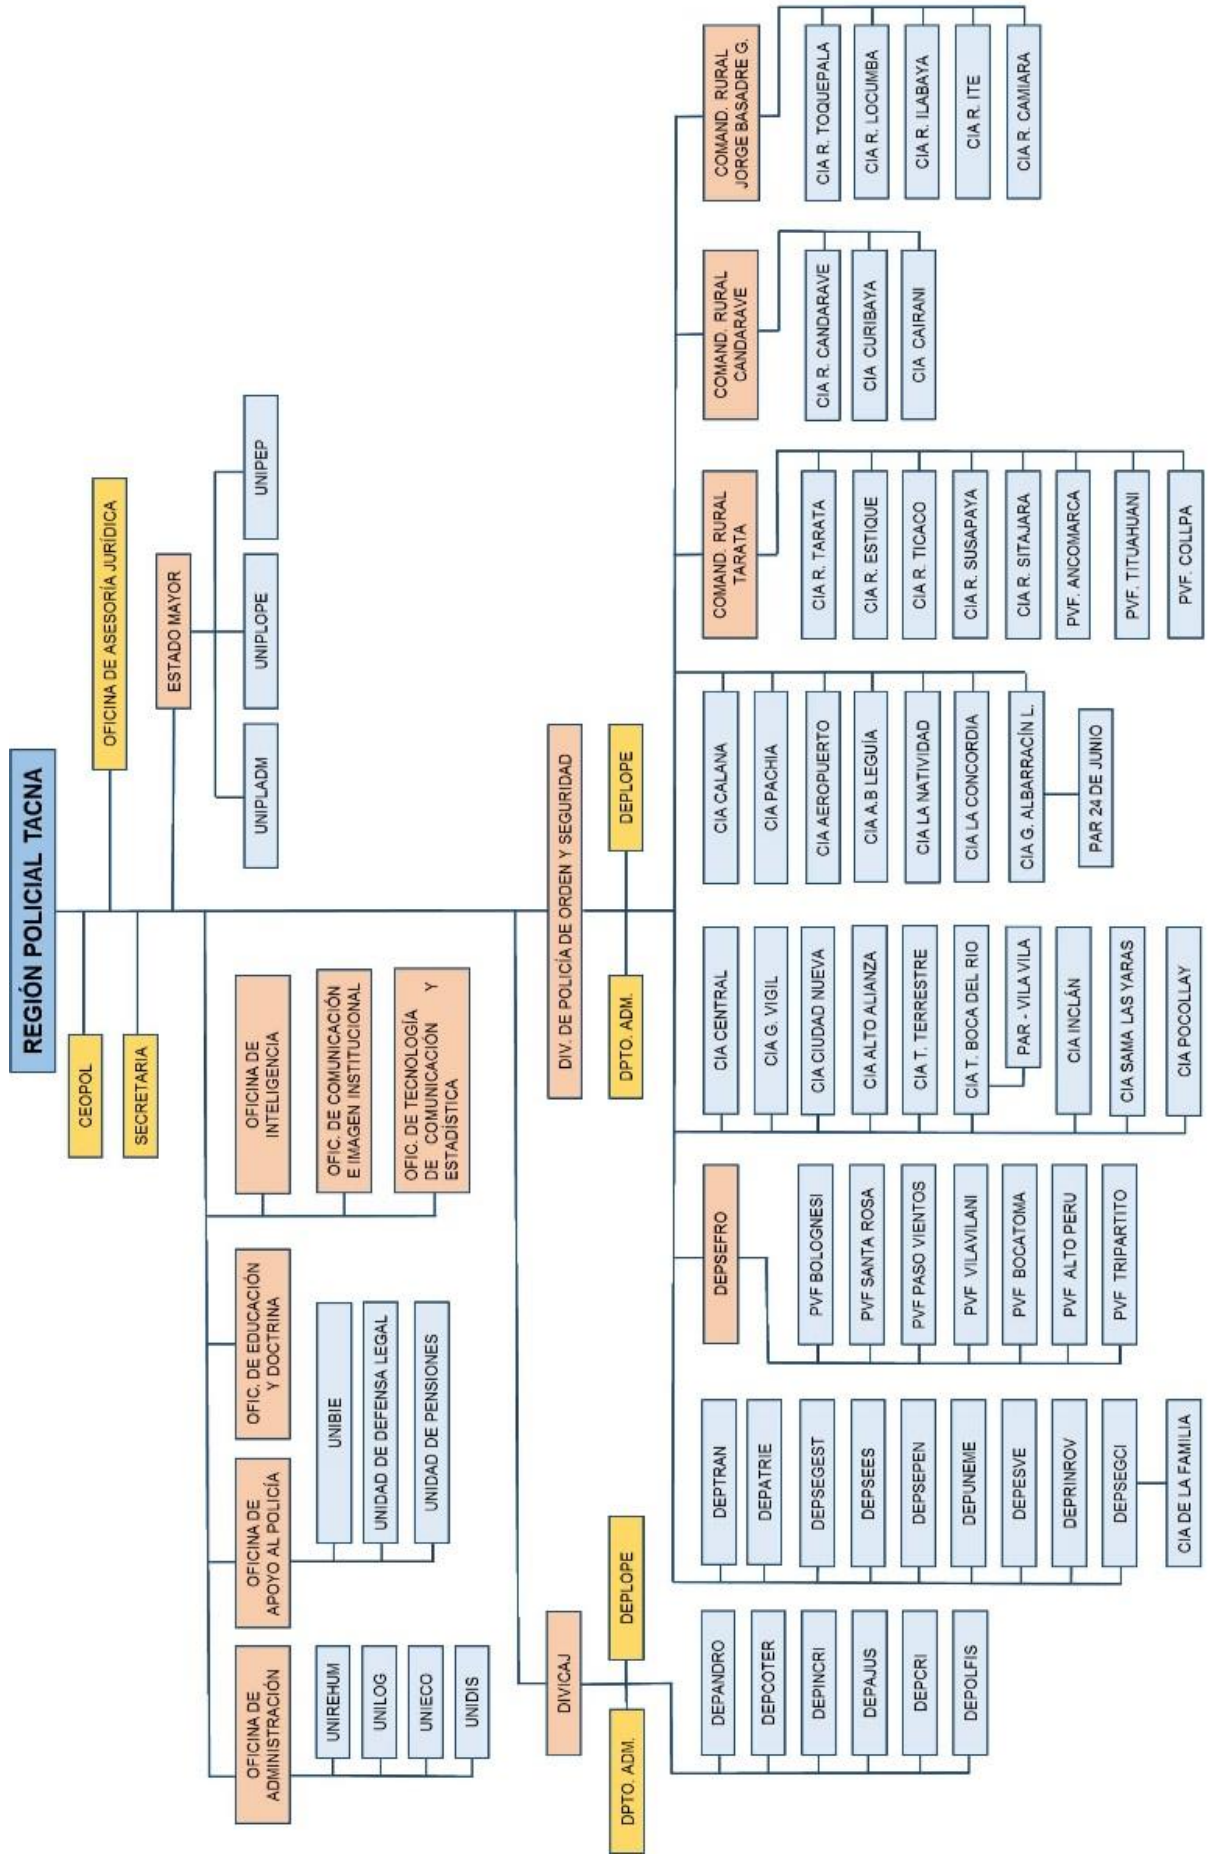 REGIÓN POLICIAL TACNA
CEOPOL
SECRETARIA
OFICINA DE ASESORÍA JURÍDICA
ESTADO MAYOR
UNIPLADM
UNIPLOPE
UNIPEP
OFICINA DE
ADMINISTRACIÓN
UNIREHUM
UNILOG
UNIECO
UNIDIS
OFICINA DE
APOYO AL POLICÍA
UNIBIE
UNIDAD DE DEFENSA LEGAL
UNIDAD DE PENSIONES
OFIC. DE EDUCACIÓN
Y DOCTRINA
OFICINA DE
INTELIGENCIA
OFIC. DE COMUNICACIÓN
E IMAGEN INSTITUCIONAL
OFIC. DE TECNOLOGÍA
DE COMUNICACIÓN Y
ESTADÍSTICA
DIVICAJ
DPTO. ADM.
DEPLOPE
DEPANDRO
DEPCOTER
DEPINCRI
DEPAJUS
DEPCRI
DEPOLFIS
DIV. DE POLICÍA DE ORDEN Y SEGURIDAD
DPTO. ADM.
DEPLOPE
DEPTRAN
DEPATRIE
DEPSEGEST
DEPSEES
DEPSEPEN
DEPUNEME
DEPESVE
DEPRINROV
DEPSEGCI
CIA DE LA FAMILIA
DEPSEFRO
PVF BOLOGNESI
PVF SANTA ROSA
PVF PASO VIENTOS
PVF VILAVILANI
PVF BOCATOMA
PVF ALTO PERU
PVF TRIPARTITO
CIA CENTRAL
CIA G. VIGIL
CIA CIUDAD NUEVA
CIA ALTO ALIANZA
CIA T. TERRESTRE
CIA T. BOCA DEL RIO
PAR - VILA VILA
CIA INCLÁN
CIA SAMA LAS YARAS
CIA POCOLLAY
CIA CALANA
CIA PACHIA
CIA AEROPUERTO
CIA A.B LEGUÍA
CIA LA NATIVIDAD
CIA LA CONCORDIA
CIA G. ALBARRACÍN L.
PAR 24 DE JUNIO
COMAND. RURAL
TARATA
CIA R. TARATA
CIA R. ESTIQUE
CIA R. TICACO
CIA R. SUSAPAYA
CIA R. SITAJARA
PVF. ANCOMARCA
PVF. TITUAHUANI
PVF. COLLPA
COMAND. RURAL
CANDARAVE
CIA R. CANDARAVE
CIA CURIBAYA
CIA CAIRANI
COMAND. RURAL
JORGE BASADRE G.
CIA R. TOQUEPALA
CIA R. LOCUMBA
CIA R. ILABAYA
CIA R. ITE
CIA R. CAMIARA